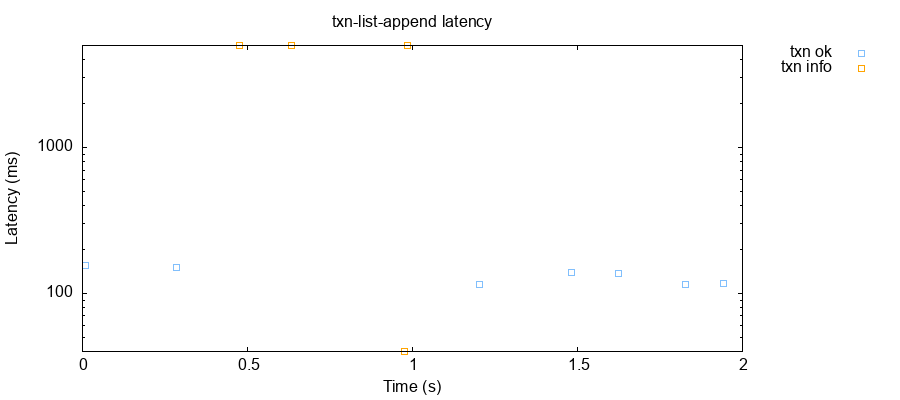 txn-list-append latency
txn ok
txn info
Latency (ms)
1000
100
0
0.5
1
1.5
2
Time (s)